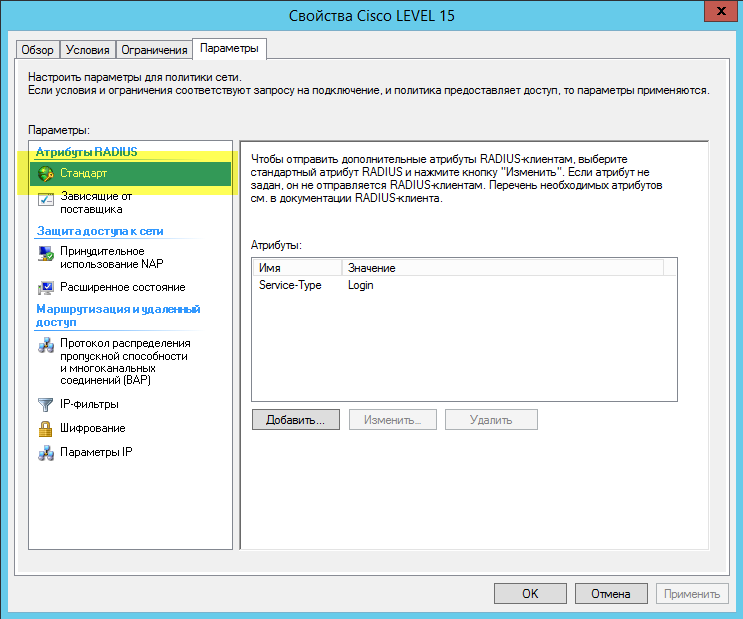 Свойства Cisco LEVEL 15
x
Обзор Условия Ограничения Параметры
Настроить параметры для политики сети.
Если условия и ограничения соответствуют запросу на подключение, и политика предоставляет доступ, то параметры применяются.
Параметры:
Атрибуты RADIUS
Стандарт
Зависящие от
поставщика
Защита доступа к сети
Принудительное
использование NAP
Расширенное состояние
Маршрутизация и удаленный
доступ
Протокол распределения
пропускной способности
и многоканальных
соединений (BAP)
IP-фильтры
Шифрование
Параметры IP
Чтобы отправить дополнительные атрибуты RADIUS-клиентам, выберите
стандартный атрибут RADIUS и нажмите кнопку "Изменить". Если атрибут не
задан, он не отправляется RADIUS-клиентам. Перечень необходимых атрибутов
см. в документации RADIUS-клиента.
Атрибуты:
Имя Значение
Service-Type Login
Добавить... Изменить... Удалить
OK Отмена Применить